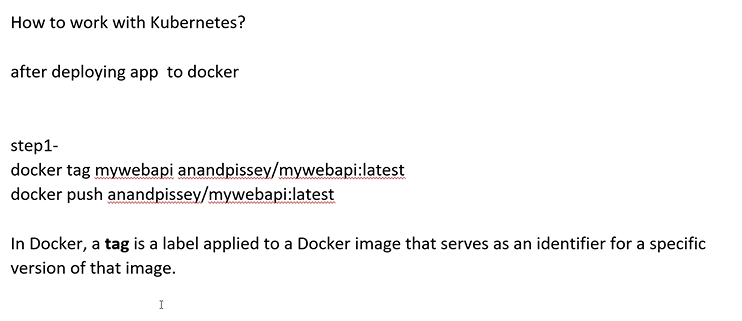 How to work with Kubernetes?
after deploying app  to docker
step1-
docker tag mywebapi anandpissey/mywebapi:latest
docker push anandpissey/mywebapi:latest
In Docker, a tag is a label applied to a Docker image that serves as an identifier for a specific
version of that image.